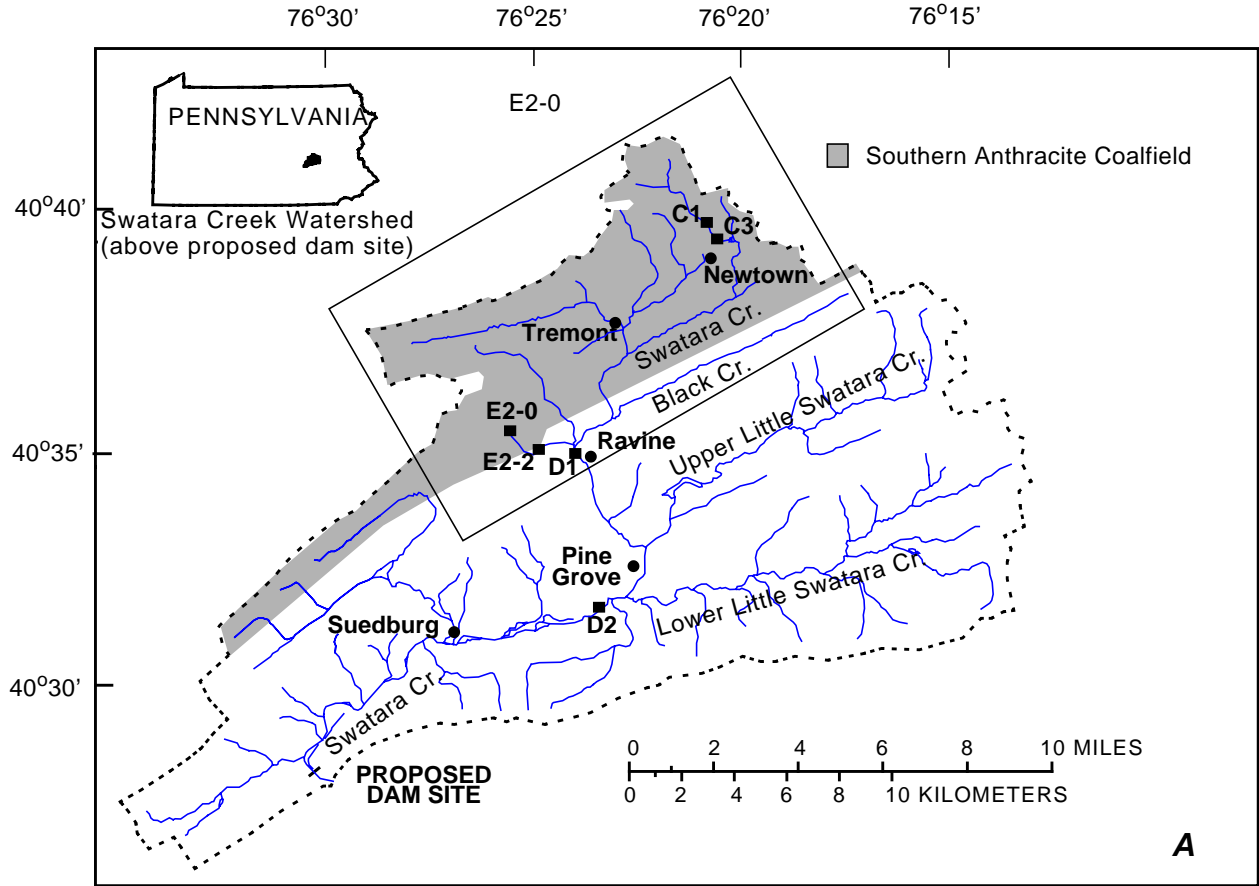 76°30’
76°25’
76°20’
76°15’
E2-0
PENNSYLVANIA
Southern Anthracite Coalfield
40°40’
Swatara Creek Watershed
(above proposed dam site)
C1
C3
Newtown
Tremont
Swatara Cr.
Black Cr.
Upper Little Swatara Cr.
E2-0
Ravine
40°35’
E2-2
D1
Pine
Grove
Lower Little Swatara Cr.
Suedburg
D2
40°30’
Swatara Cr.
0 2 4 6 8 10 MILES
PROPOSED
DAM SITE
0 2 4 6 8 10 KILOMETERS
A